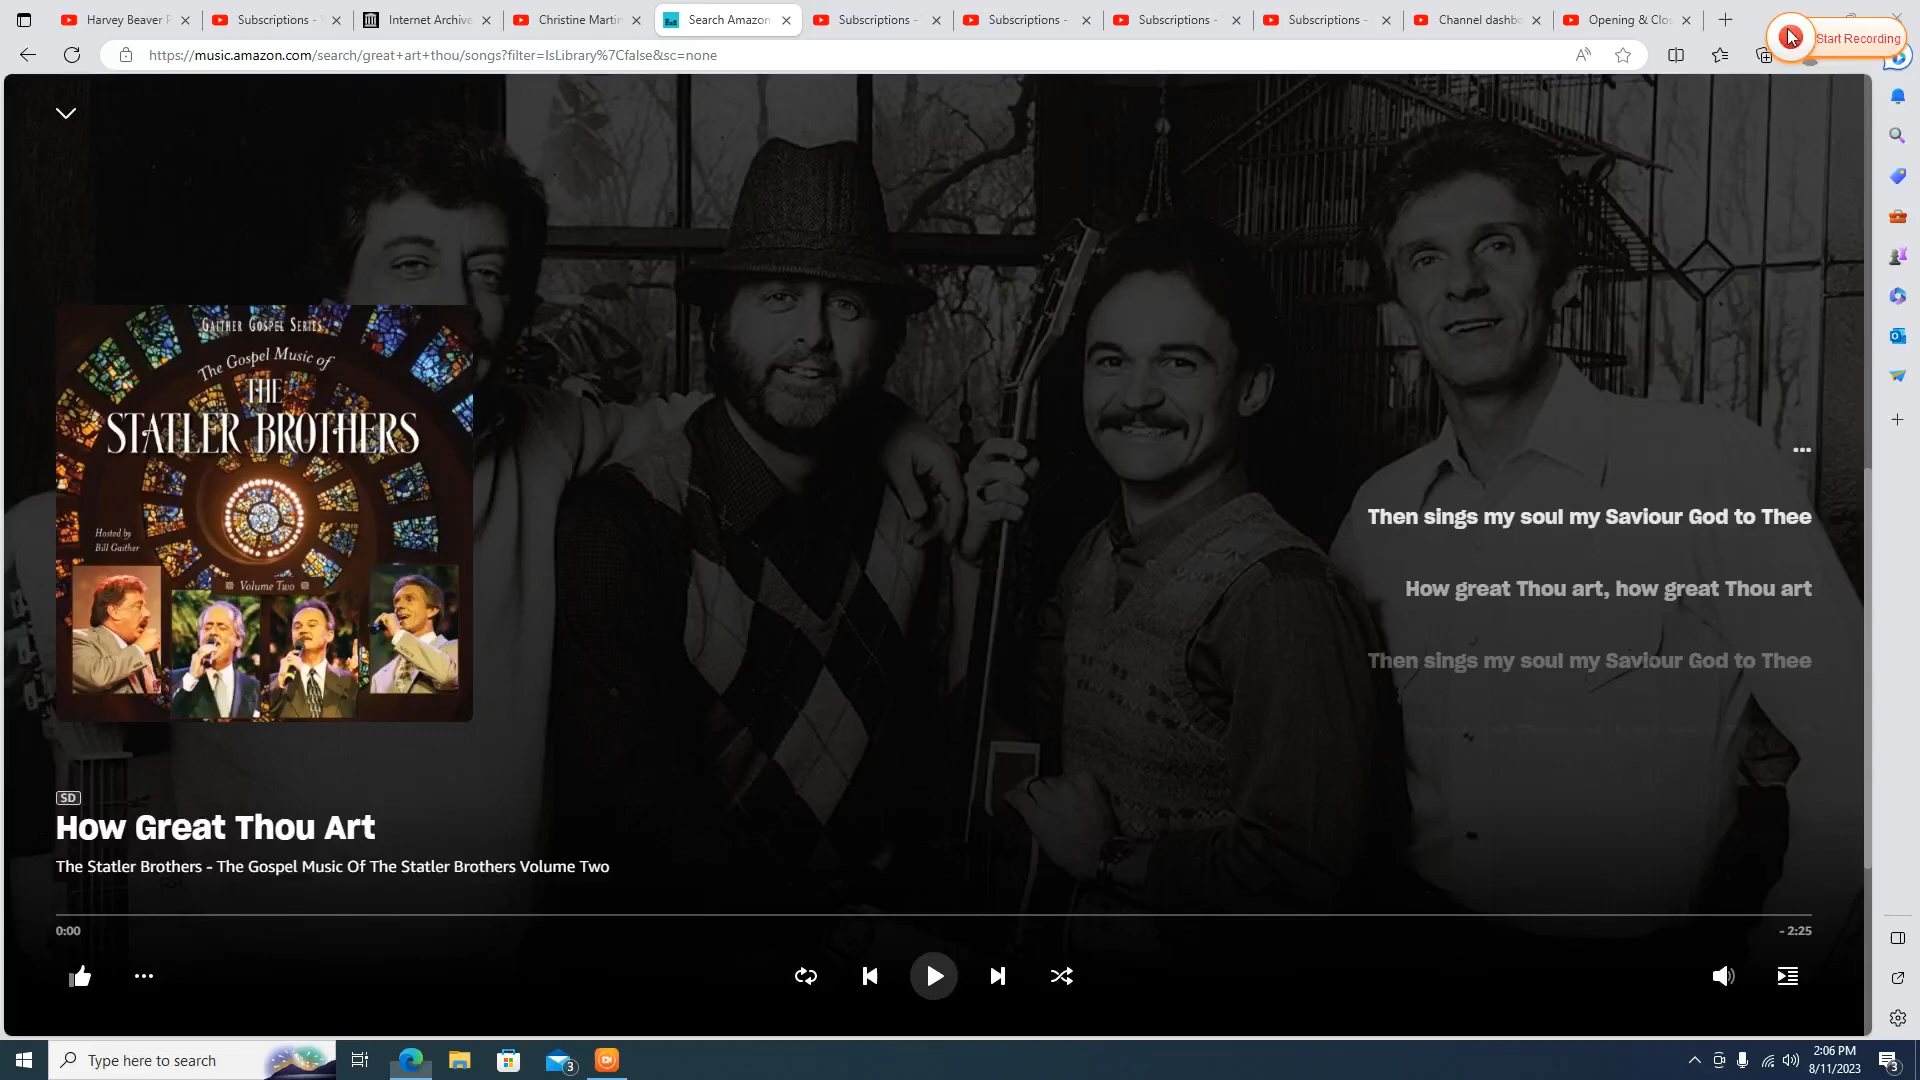 Harvey Beaver P
Subscriptions -
Internet Archive
Christine Martin
Search Amazon
Subscriptions -
Subscriptions -
Subscriptions -
Subscriptions -
Channel dashbo
Opening & Clos
Start Recording
https://music.amazon.com/search/great+art+thou/songs?filter=IsLibrary%7Cfalse&sc=none
GAITHER GOSPEL SERIES
The Gospel Music of
THE
STATLER BROTHERS
Hosted by
Bill Gaither
Volume Two
Then sings my soul my Saviour God to Thee
How great Thou art, how great Thou art
Then sings my soul my Saviour God to Thee
SD
How Great Thou Art
The Statler Brothers - The Gospel Music Of The Statler Brothers Volume Two
0:00
- 2:25
Type here to search
3
2:06 PM
8/11/2023
3